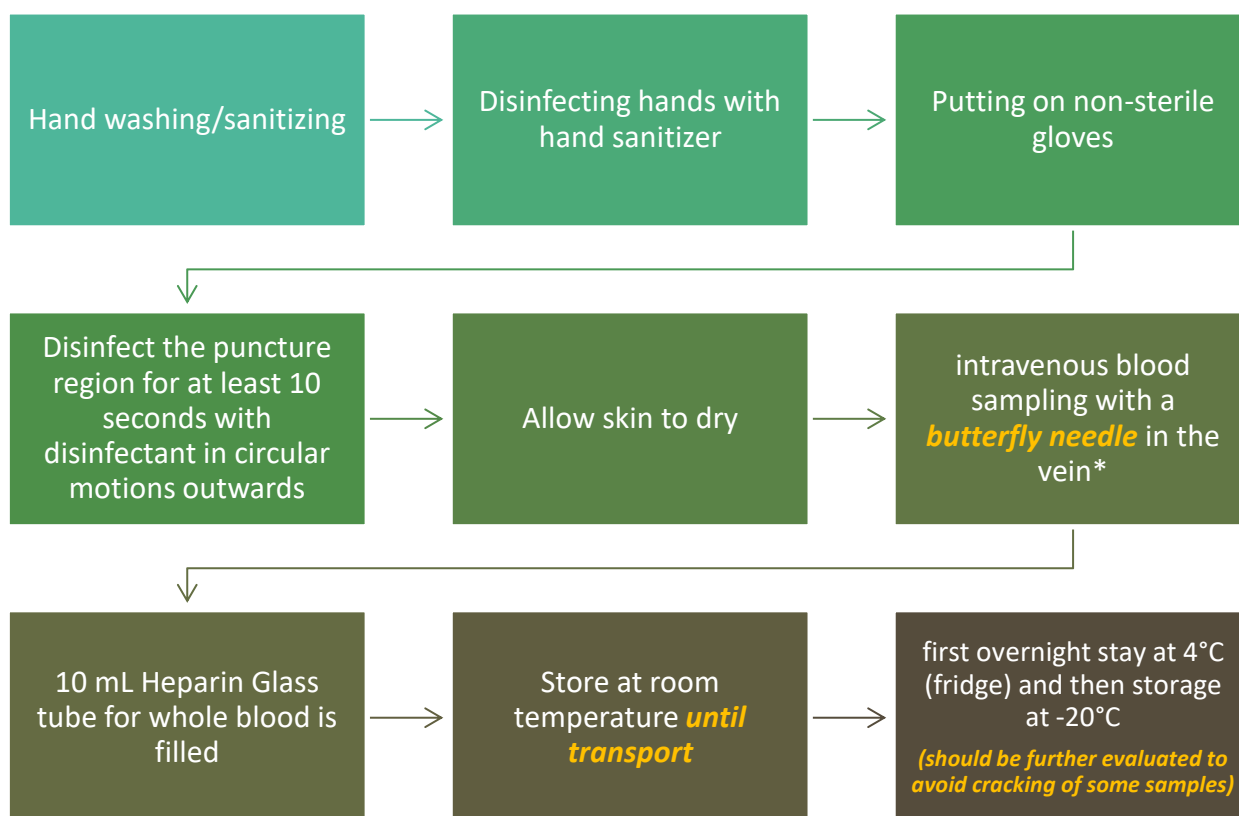 Hand washing/sanitizing
Disinfecting hands with
hand sanitizer
Putting on non-sterile
gloves
Disinfect the puncture
region for at least 10
seconds with
disinfectant in circular
motions outwards
Allow skin to dry
intravenous blood
sampling with a
butterfly needle in the
vein*
10 mL Heparin Glass
tube for whole blood is
filled
Store at room
temperature until
transport
first overnight stay at 4°C
(fridge) and then storage
at -20°C
(should be further evaluated to
avoid cracking of some samples)